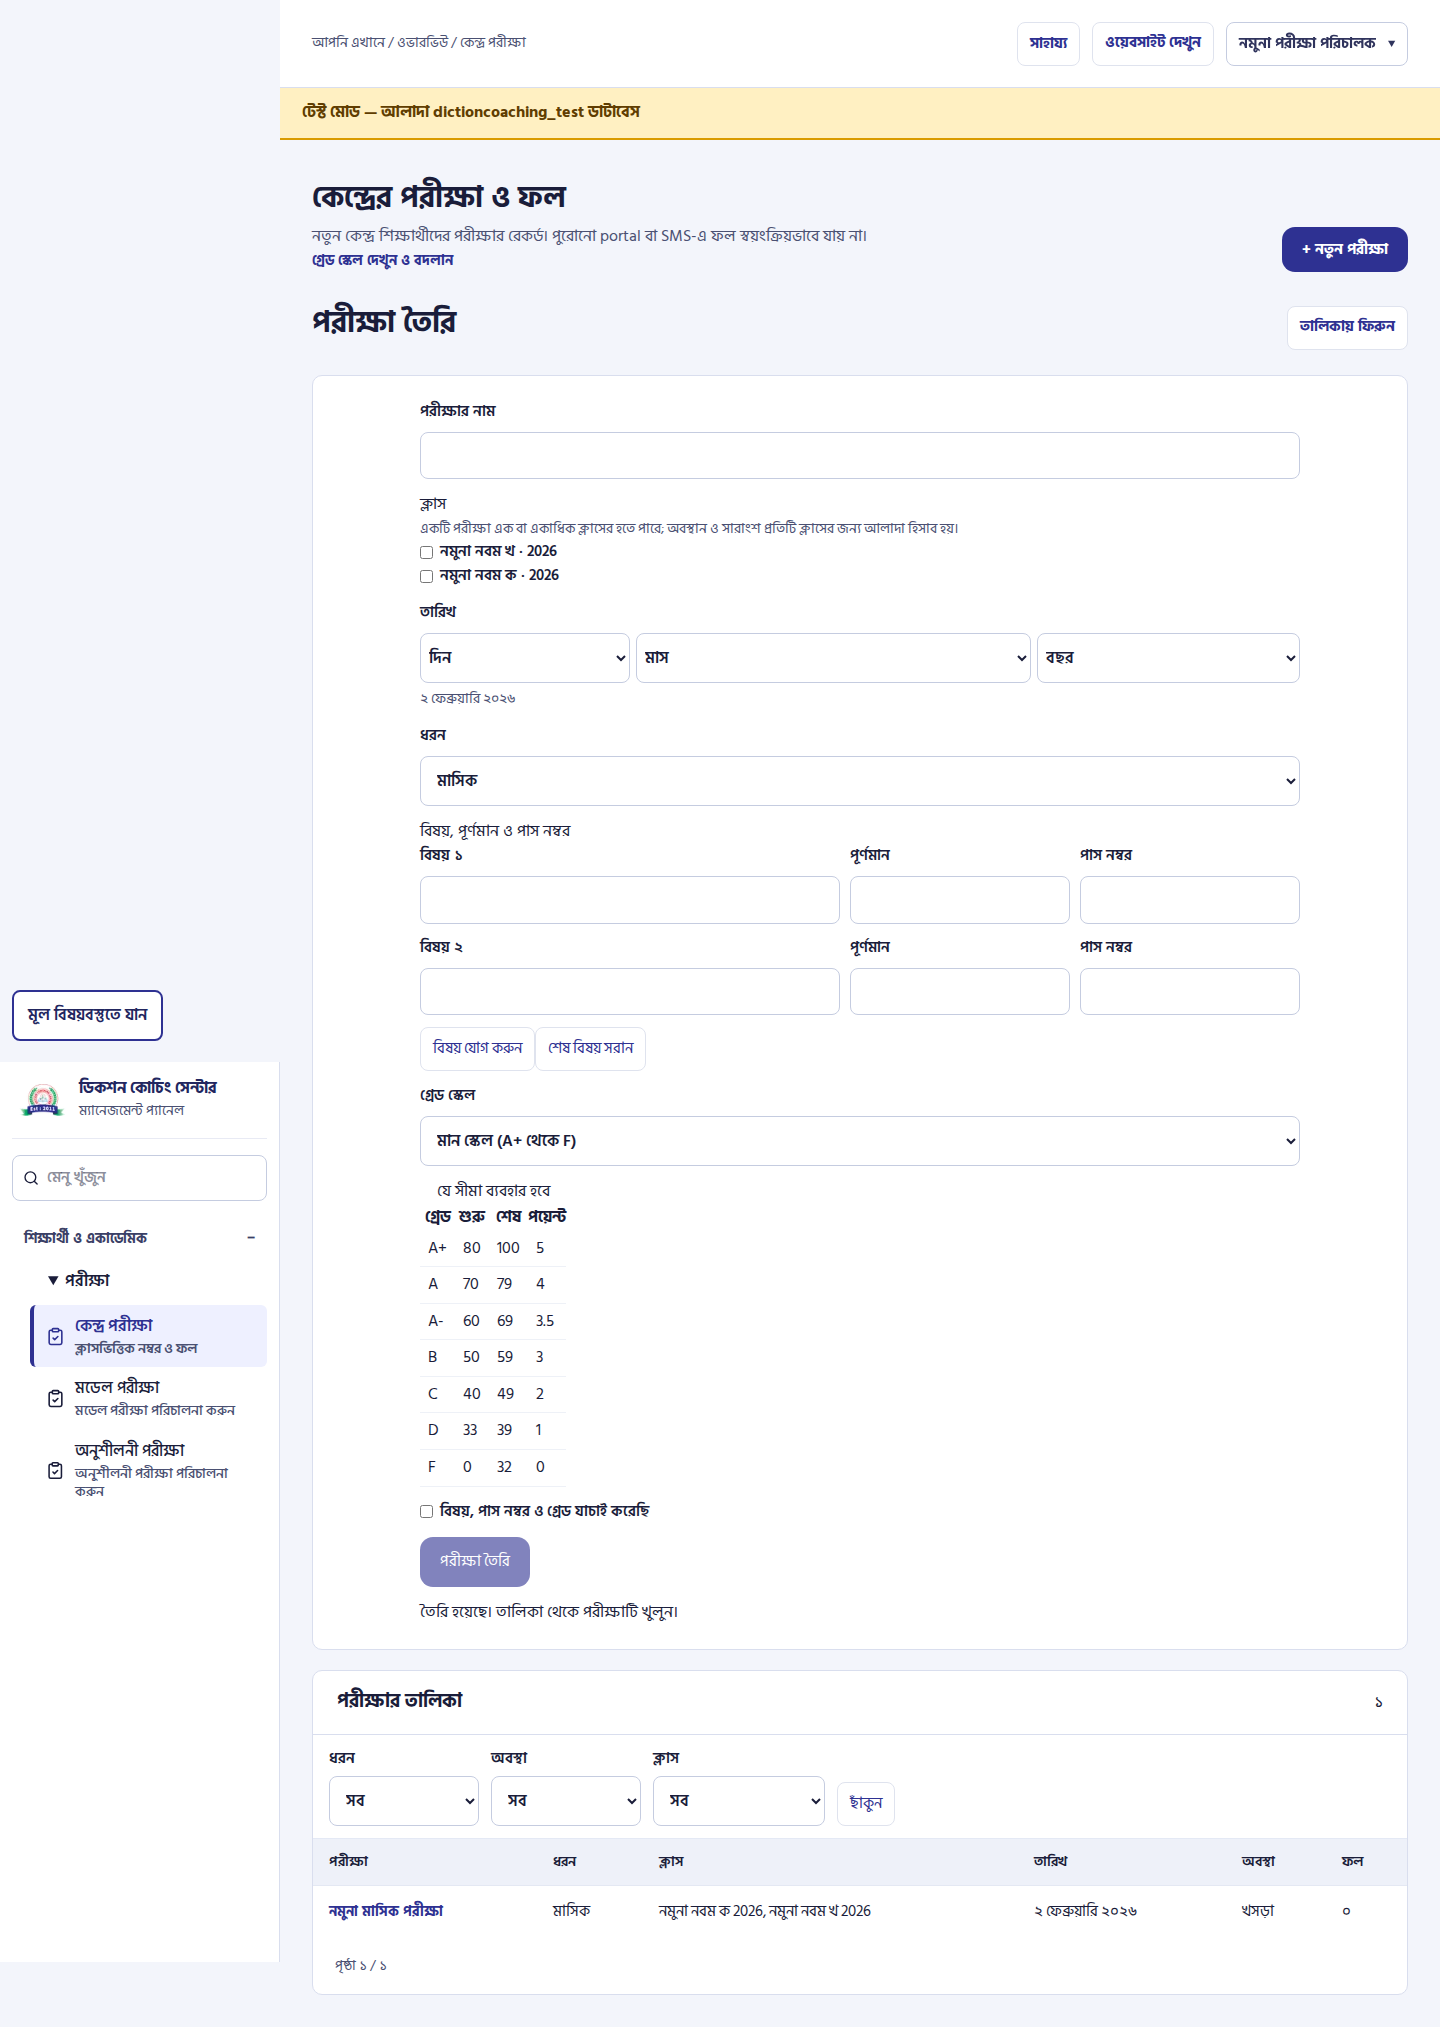 আপনি এখানে / ওভারভিউ / কেন্দ্র পরীক্ষা
সাহায্য
ওয়েবসাইট দেখুন
নমুনা পরীক্ষা পরিচালক ▾
টেস্ট মোড — আলাদা dictioncoaching_test ডাটাবেস
কেন্দ্রের পরীক্ষা ও ফল
নতুন কেন্দ্র শিক্ষার্থীদের পরীক্ষার রেকর্ড। পুরোনো portal বা SMS-এ ফল স্বয়ংক্রিয়ভাবে যায় না।
গ্রেড স্কেল দেখুন ও বদলান
+ নতুন পরীক্ষা
পরীক্ষা তৈরি
তালিকায় ফিরুন
পরীক্ষার নাম
ক্লাস
একটি পরীক্ষা এক বা একাধিক ক্লাসের হতে পারে; অবস্থান ও সারাংশ প্রতিটি ক্লাসের জন্য আলাদা হিসাব হয়।
নমুনা নবম খ · 2026
নমুনা নবম ক · 2026
তারিখ
দিন মাস বছর
২ ফেব্রুয়ারি ২০২৬
ধরন
মাসিক
বিষয়, পূর্ণমান ও পাস নম্বর
বিষয় ১ পূর্ণমান পাস নম্বর
বিষয় ২ পূর্ণমান পাস নম্বর
বিষয় যোগ করুন শেষ বিষয় সরান
গ্রেড স্কেল
মান স্কেল (A+ থেকে F)
যে সীমা ব্যবহার হবে
গ্রেড শুরু শেষ পয়েন্ট
A+ 80 100 5
A 70 79 4
A- 60 69 3.5
B 50 59 3
C 40 49 2
D 33 39 1
F 0 32 0
বিষয়, পাস নম্বর ও গ্রেড যাচাই করেছি
পরীক্ষা তৈরি
তৈরি হয়েছে। তালিকা থেকে পরীক্ষাটি খুলুন।
পরীক্ষার তালিকা ১
ধরন অবস্থা ক্লাস
সব সব সব ছাঁকুন
পরীক্ষা ধরন ক্লাস তারিখ অবস্থা ফল
নমুনা মাসিক পরীক্ষা মাসিক নমুনা নবম ক 2026, নমুনা নবম খ 2026 ২ ফেব্রুয়ারি ২০২৬ খসড়া ০
পৃষ্ঠা ১ / ১
মূল বিষয়বস্তুতে যান
Est : 2011
ডিকশন কোচিং সেন্টার
ম্যানেজমেন্ট প্যানেল
মেনু খুঁজুন
শিক্ষার্থী ও একাডেমিক −
▼ পরীক্ষা
কেন্দ্র পরীক্ষা
ক্লাসভিত্তিক নম্বর ও ফল
মডেল পরীক্ষা
মডেল পরীক্ষা পরিচালনা করুন
অনুশীলনী পরীক্ষা
অনুশীলনী পরীক্ষা পরিচালনা
করুন